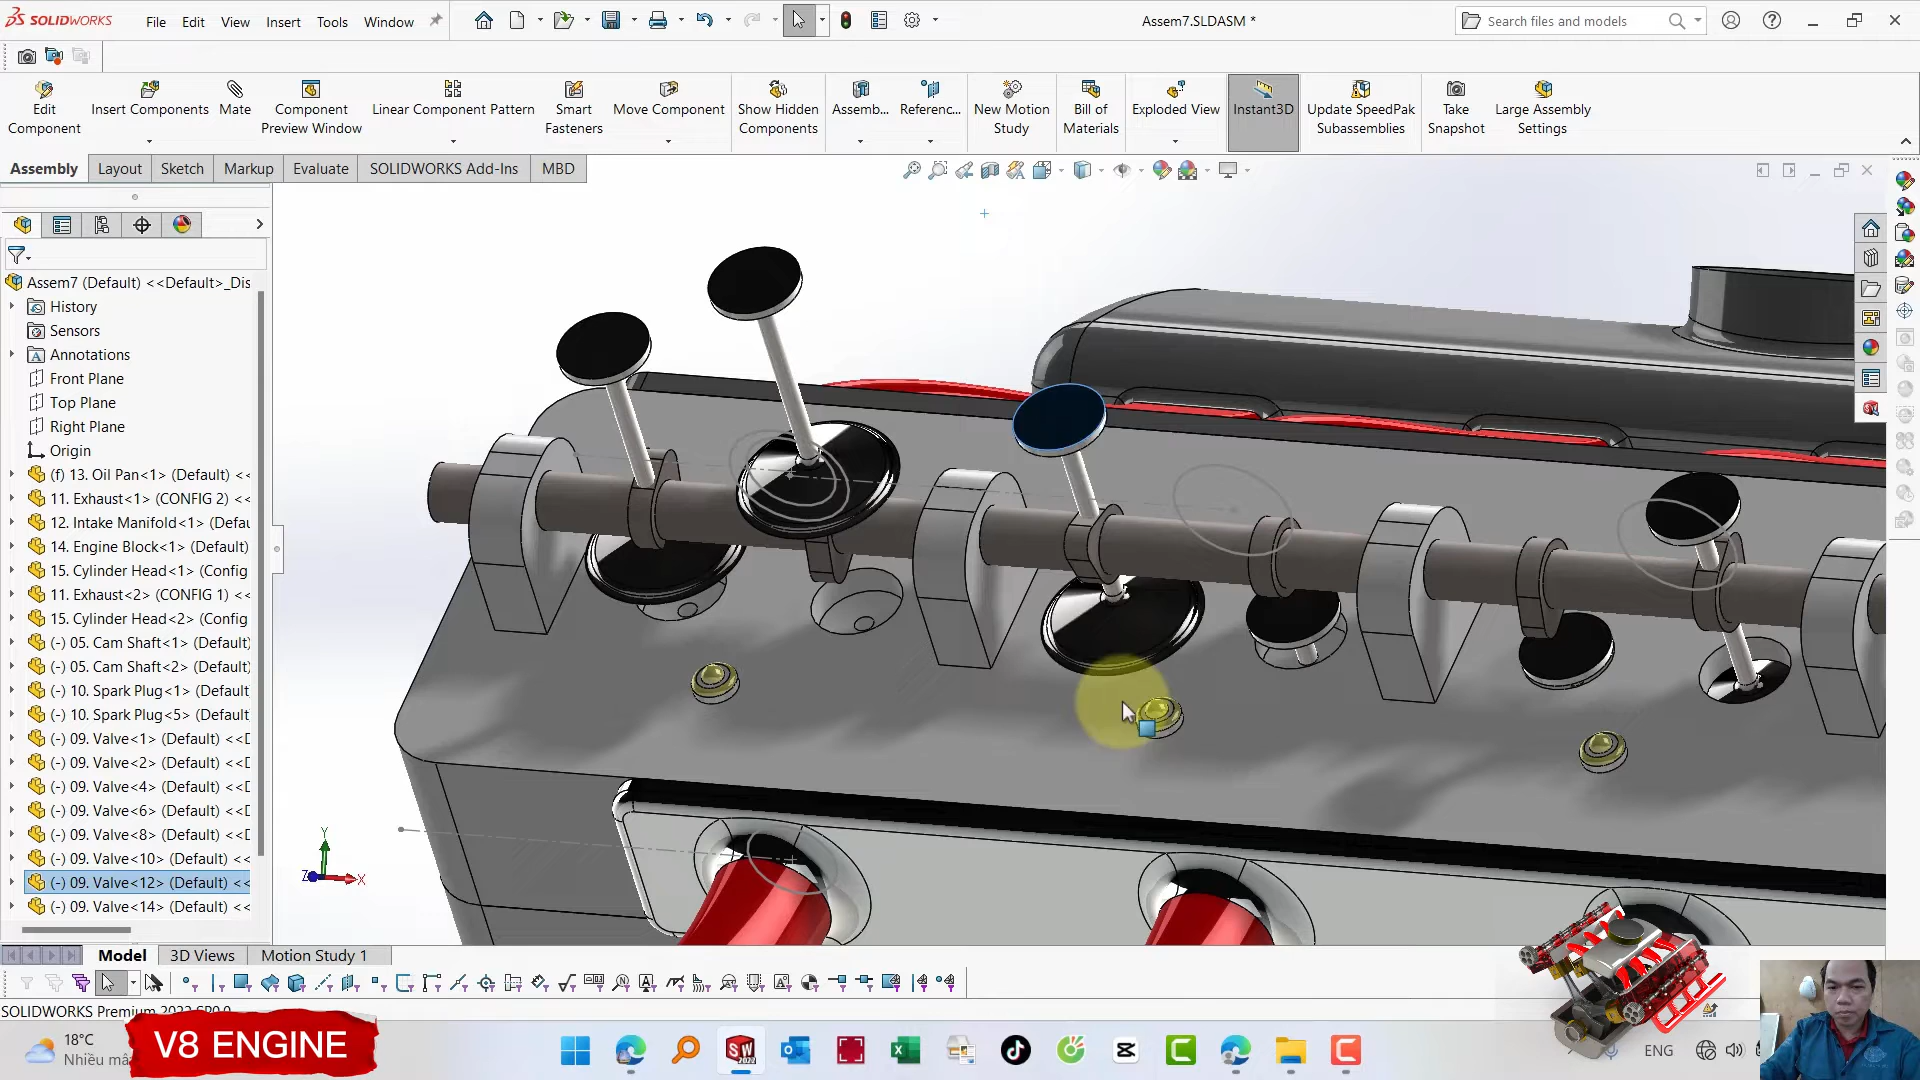 SOLIDWORKS File Edit View Insert Tools Window
Assem7.SLDASM *
Search files and models
Edit Component
Insert Components
Mate
Component Preview Window
Linear Component Pattern
Smart Fasteners
Move Component
Show Hidden Components
Assemb...
Referenc...
New Motion Study
Bill of Materials
Exploded View
Instant3D
Update SpeedPak Subassemblies
Take Snapshot
Large Assembly Settings
Assembly Layout Sketch Markup Evaluate SOLIDWORKS Add-Ins MBD
Assem7 (Default) <<Default>_Dis
History
Sensors
Annotations
Front Plane
Top Plane
Right Plane
Origin
(f) 13. Oil Pan<1> (Default)
11. Exhaust<1> (CONFIG 2) <<
12. Intake Manifold<1> (Defau
14. Engine Block<1> (Default)
15. Cylinder Head<1> (Config
11. Exhaust<2> (CONFIG 1) <<
15. Cylinder Head<2> (Config
(-) 05. Cam Shaft<1> (Default)
(-) 05. Cam Shaft<2> (Default)
(-) 10. Spark Plug<1> (Default)
(-) 10. Spark Plug<5> (Default)
(-) 09. Valve<1> (Default) <<D
(-) 09. Valve<2> (Default) <<D
(-) 09. Valve<4> (Default) <<D
(-) 09. Valve<6> (Default) <<D
(-) 09. Valve<8> (Default) <<D
(-) 09. Valve<10> (Default) <<
(-) 09. Valve<12> (Default) <<
(-) 09. Valve<14> (Default) <<
Y
Z X
Model 3D Views Motion Study 1
SOLIDWORKS Premium 2022 SP0.0
18°C
Nhiều mâ
V8 ENGINE
SW
2022
ENG